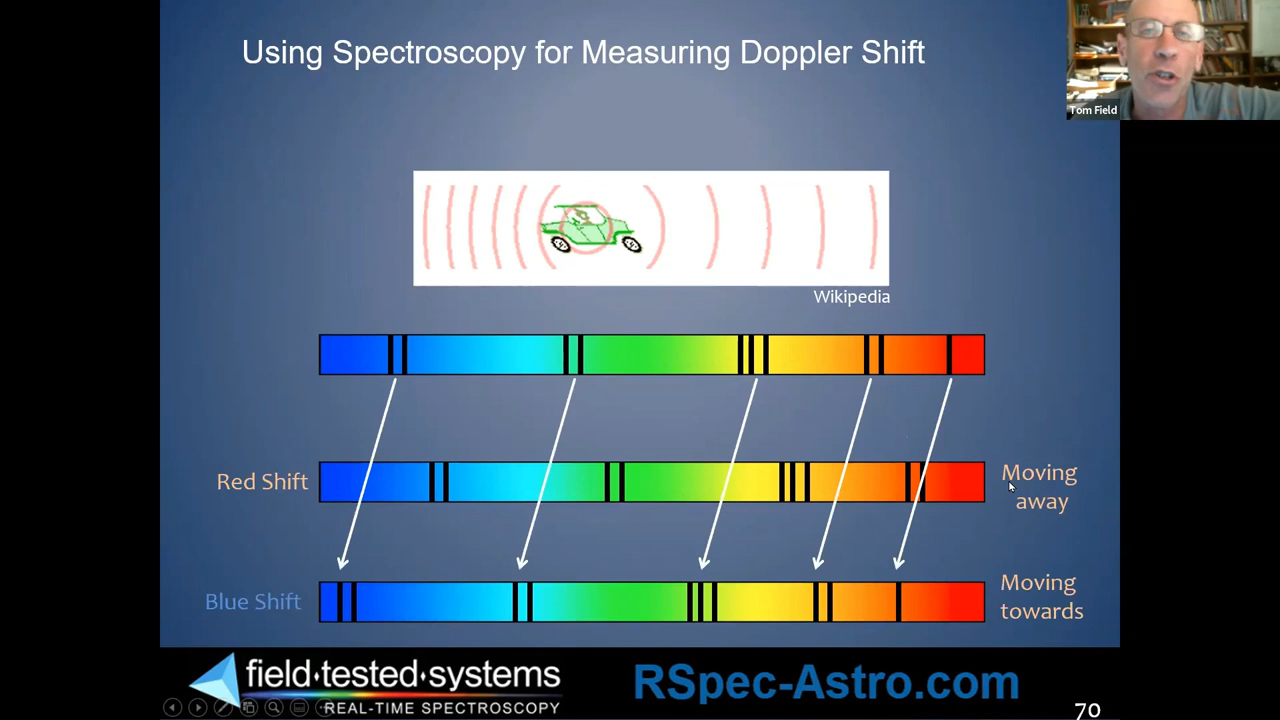 Using Spectroscopy for Measuring Doppler Shift
Tom Field
Wikipedia
Red Shift
Moving
away
Blue Shift
Moving
towards
field·tested·systems
REAL-TIME SPECTROSCOPY
RSpec-Astro.com
70